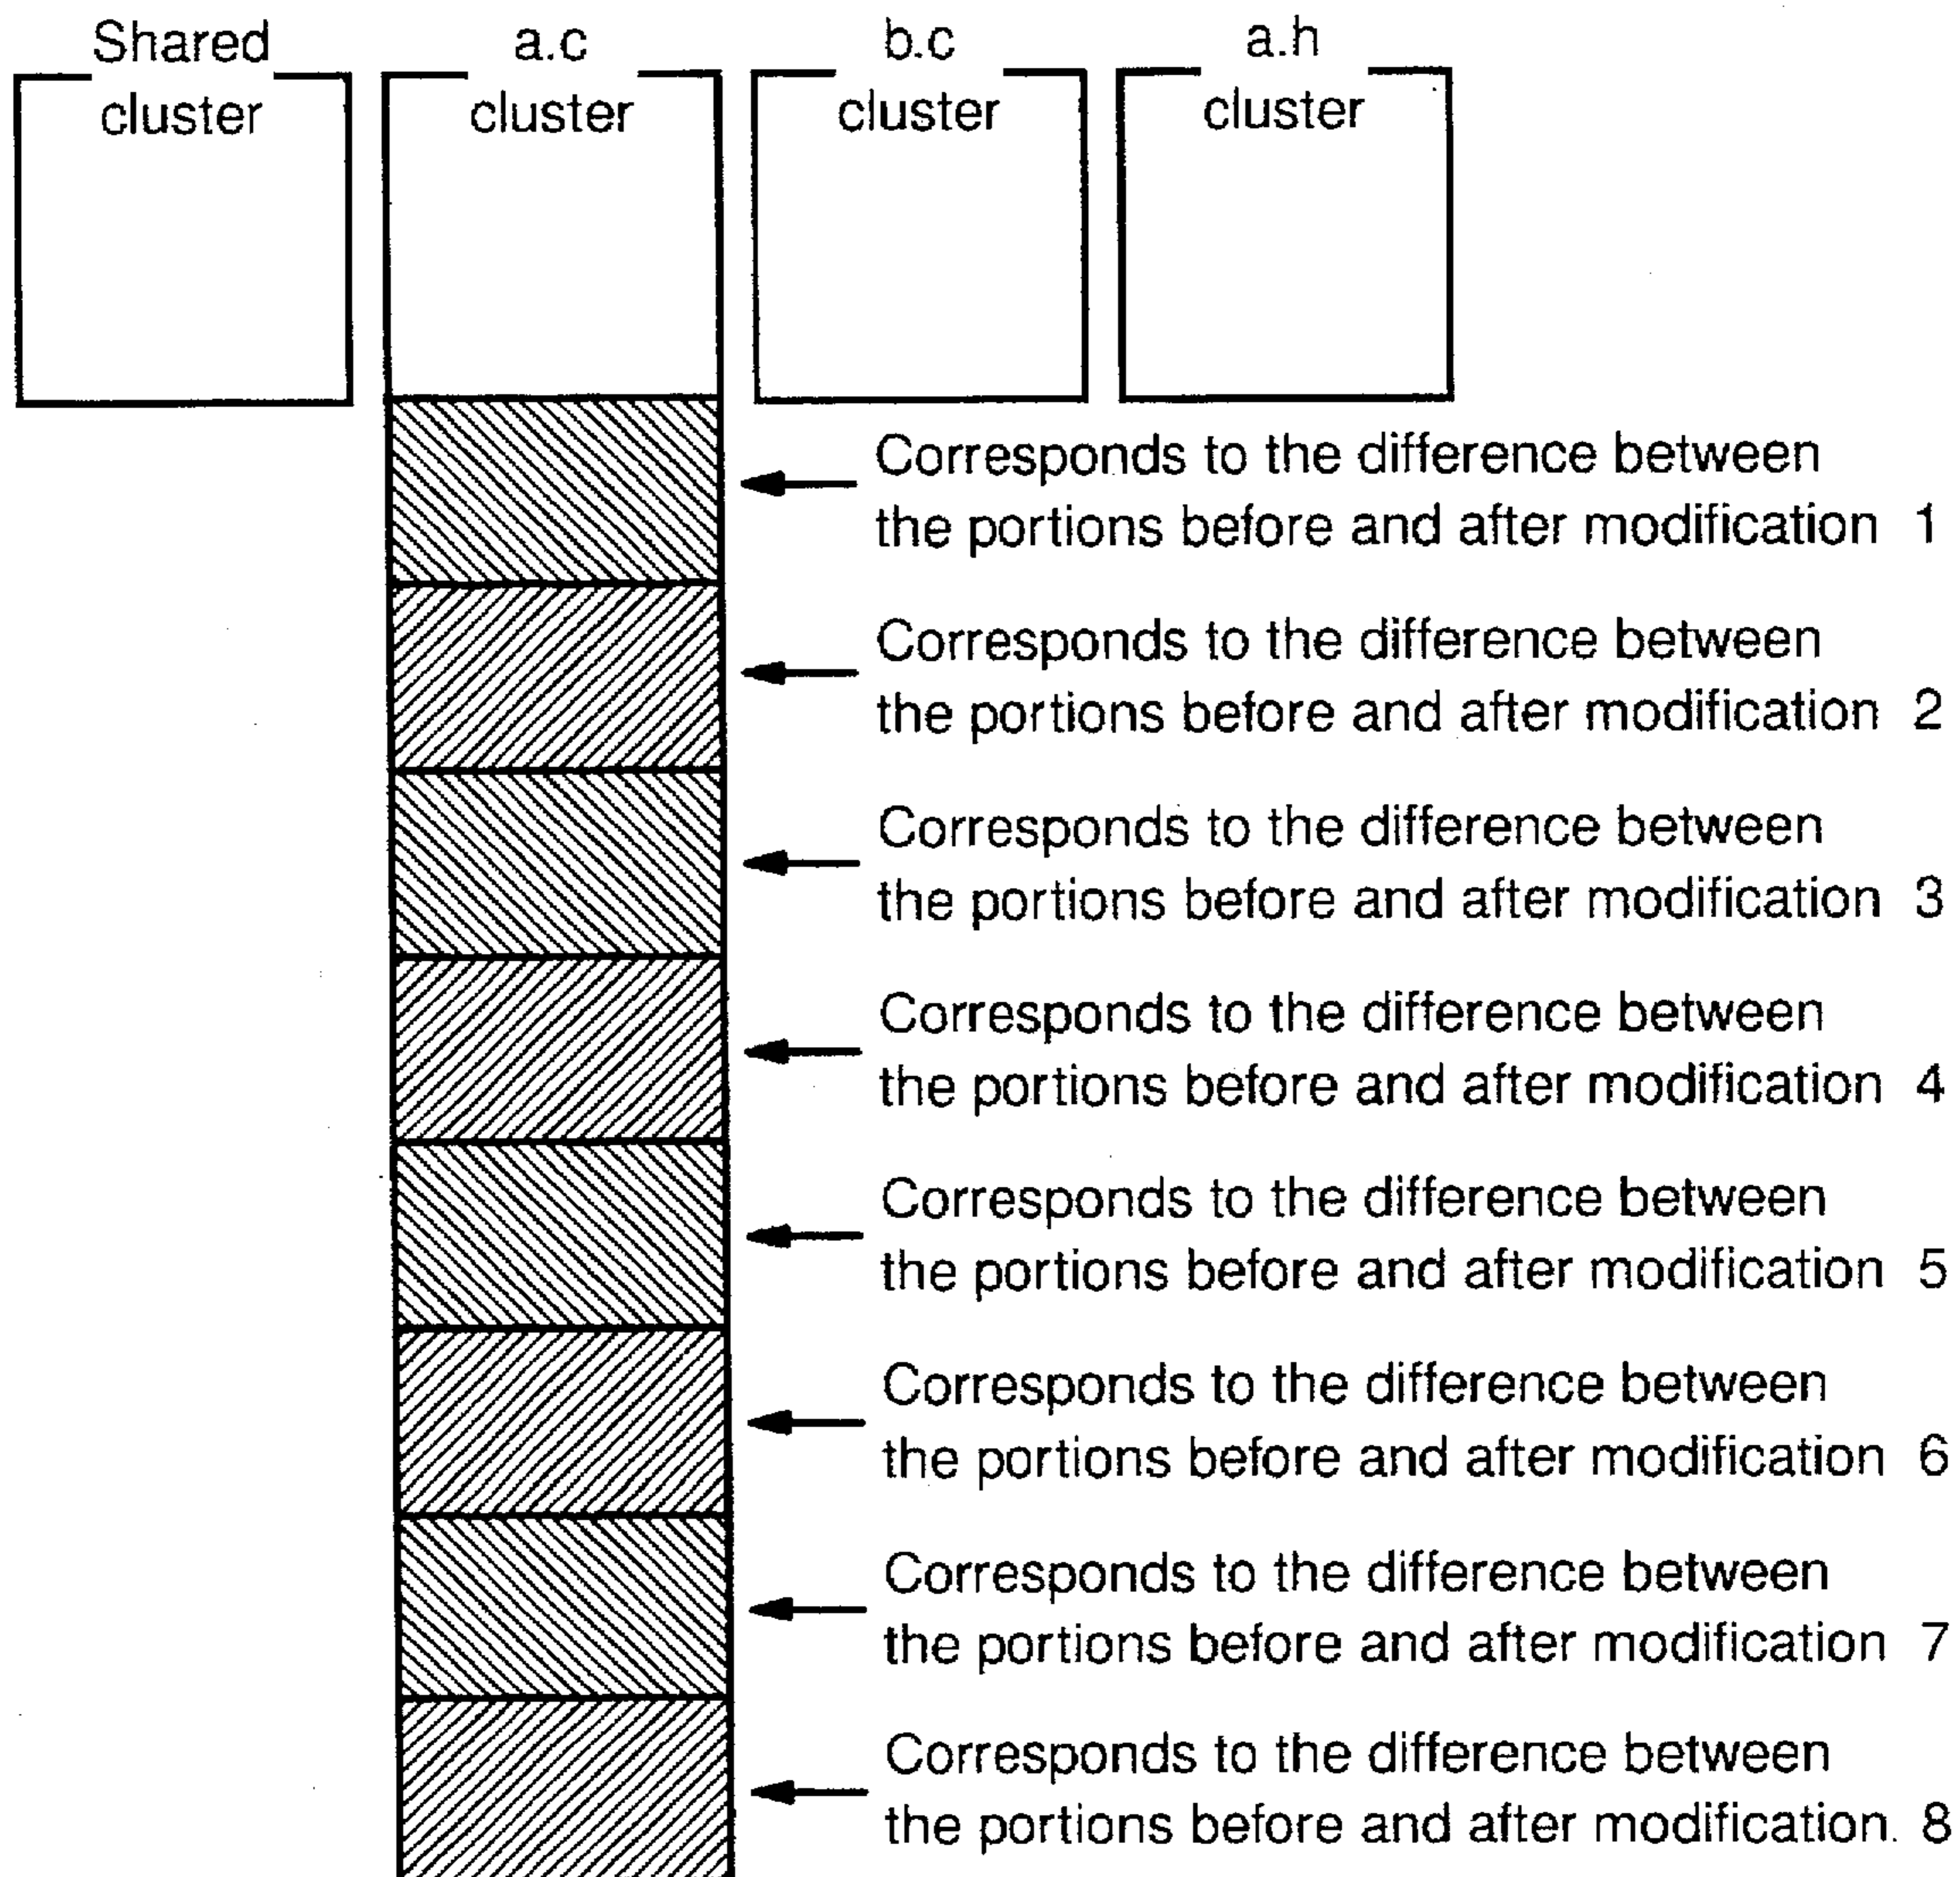 Shared cluster
a.c cluster
b.c cluster
a.h cluster
Corresponds to the difference between
the portions before and after modification 1
Corresponds to the difference between
the portions before and after modification 2
Corresponds to the difference between
the portions before and after modification 3
Corresponds to the difference between
the portions before and after modification 4
Corresponds to the difference between
the portions before and after modification 5
Corresponds to the difference between
the portions before and after modification 6
Corresponds to the difference between
the portions before and after modification 7
Corresponds to the difference between
the portions before and after modification. 8